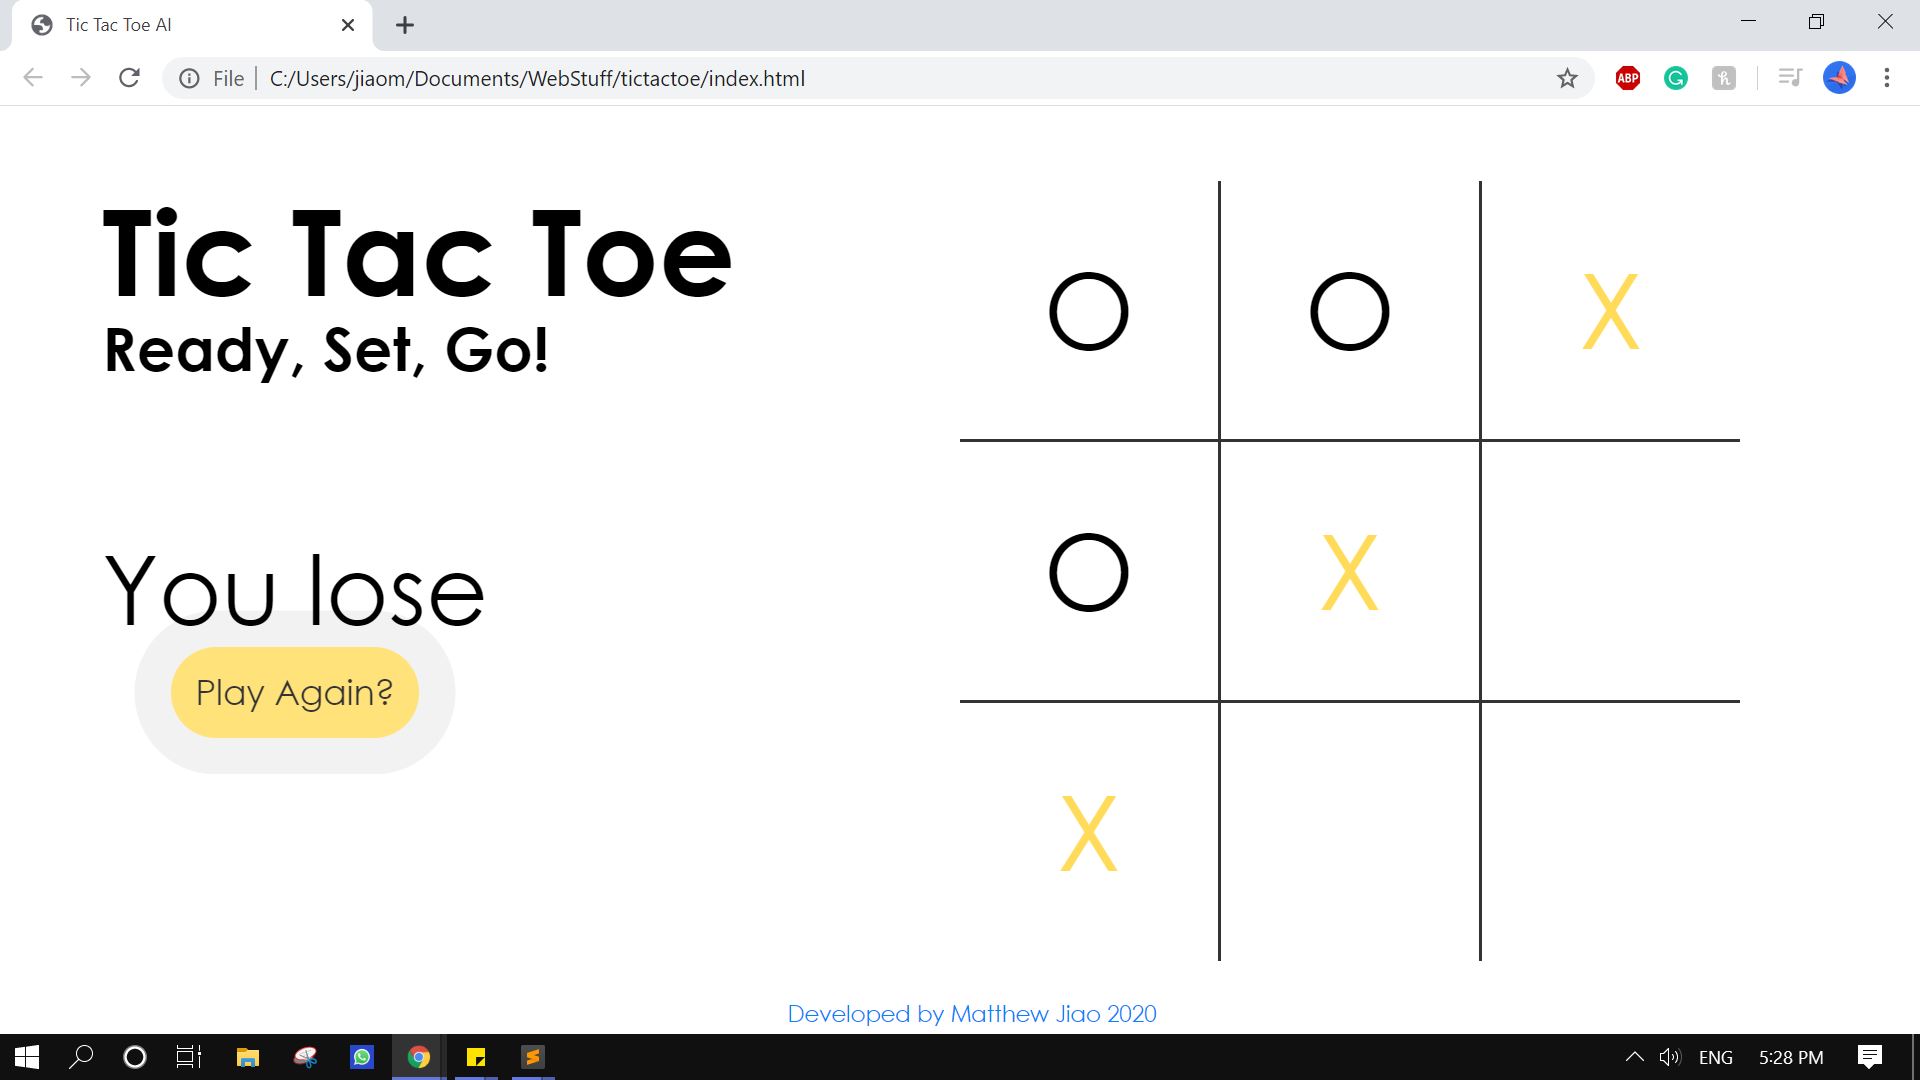 Tic Tac Toe AI
File
C:/Users/jiaom/Documents/WebStuff/tictactoe/index.html
ABP
Tic Tac Toe
Ready, Set, Go!
O O X
O X
X
You lose
Play Again?
Developed by Matthew Jiao 2020
ENG
5:28 PM